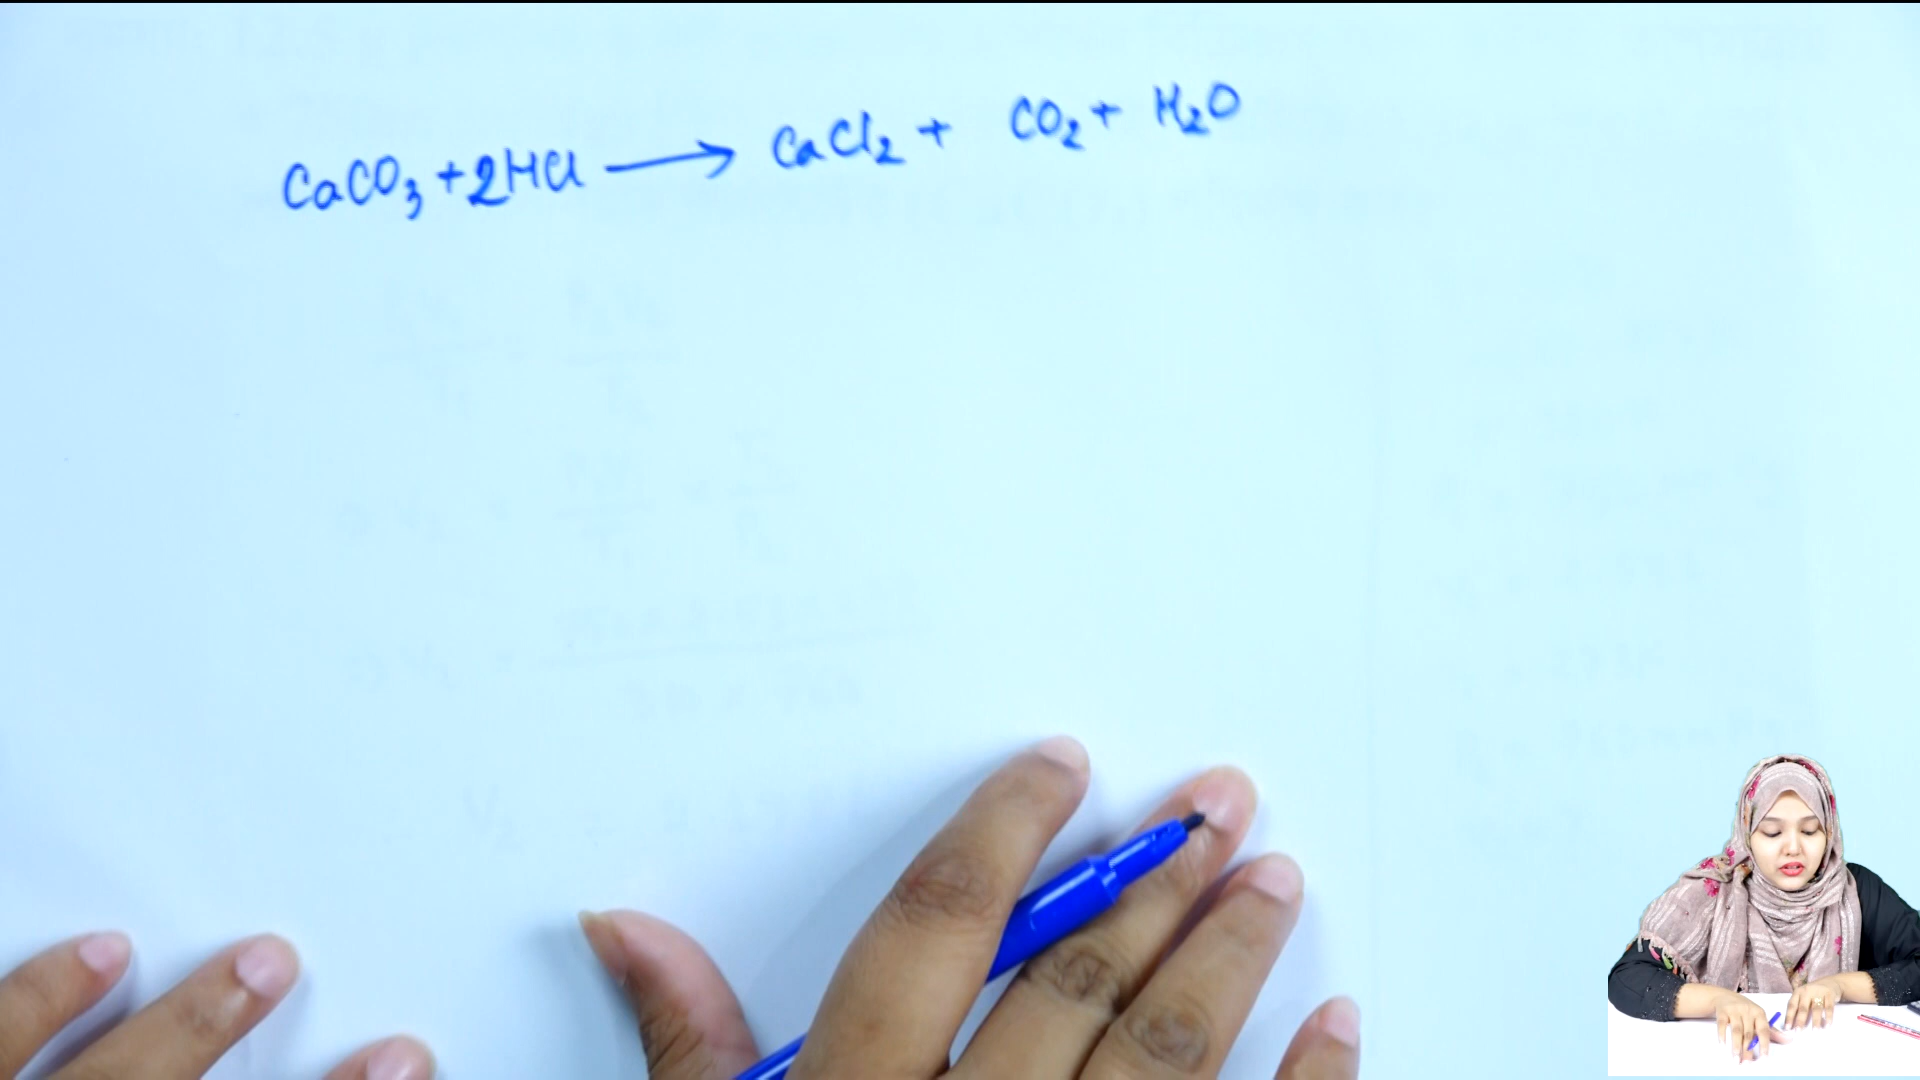 CaCO₃ + 2HCl ⟶ CaCl₂ + CO₂ + H₂O